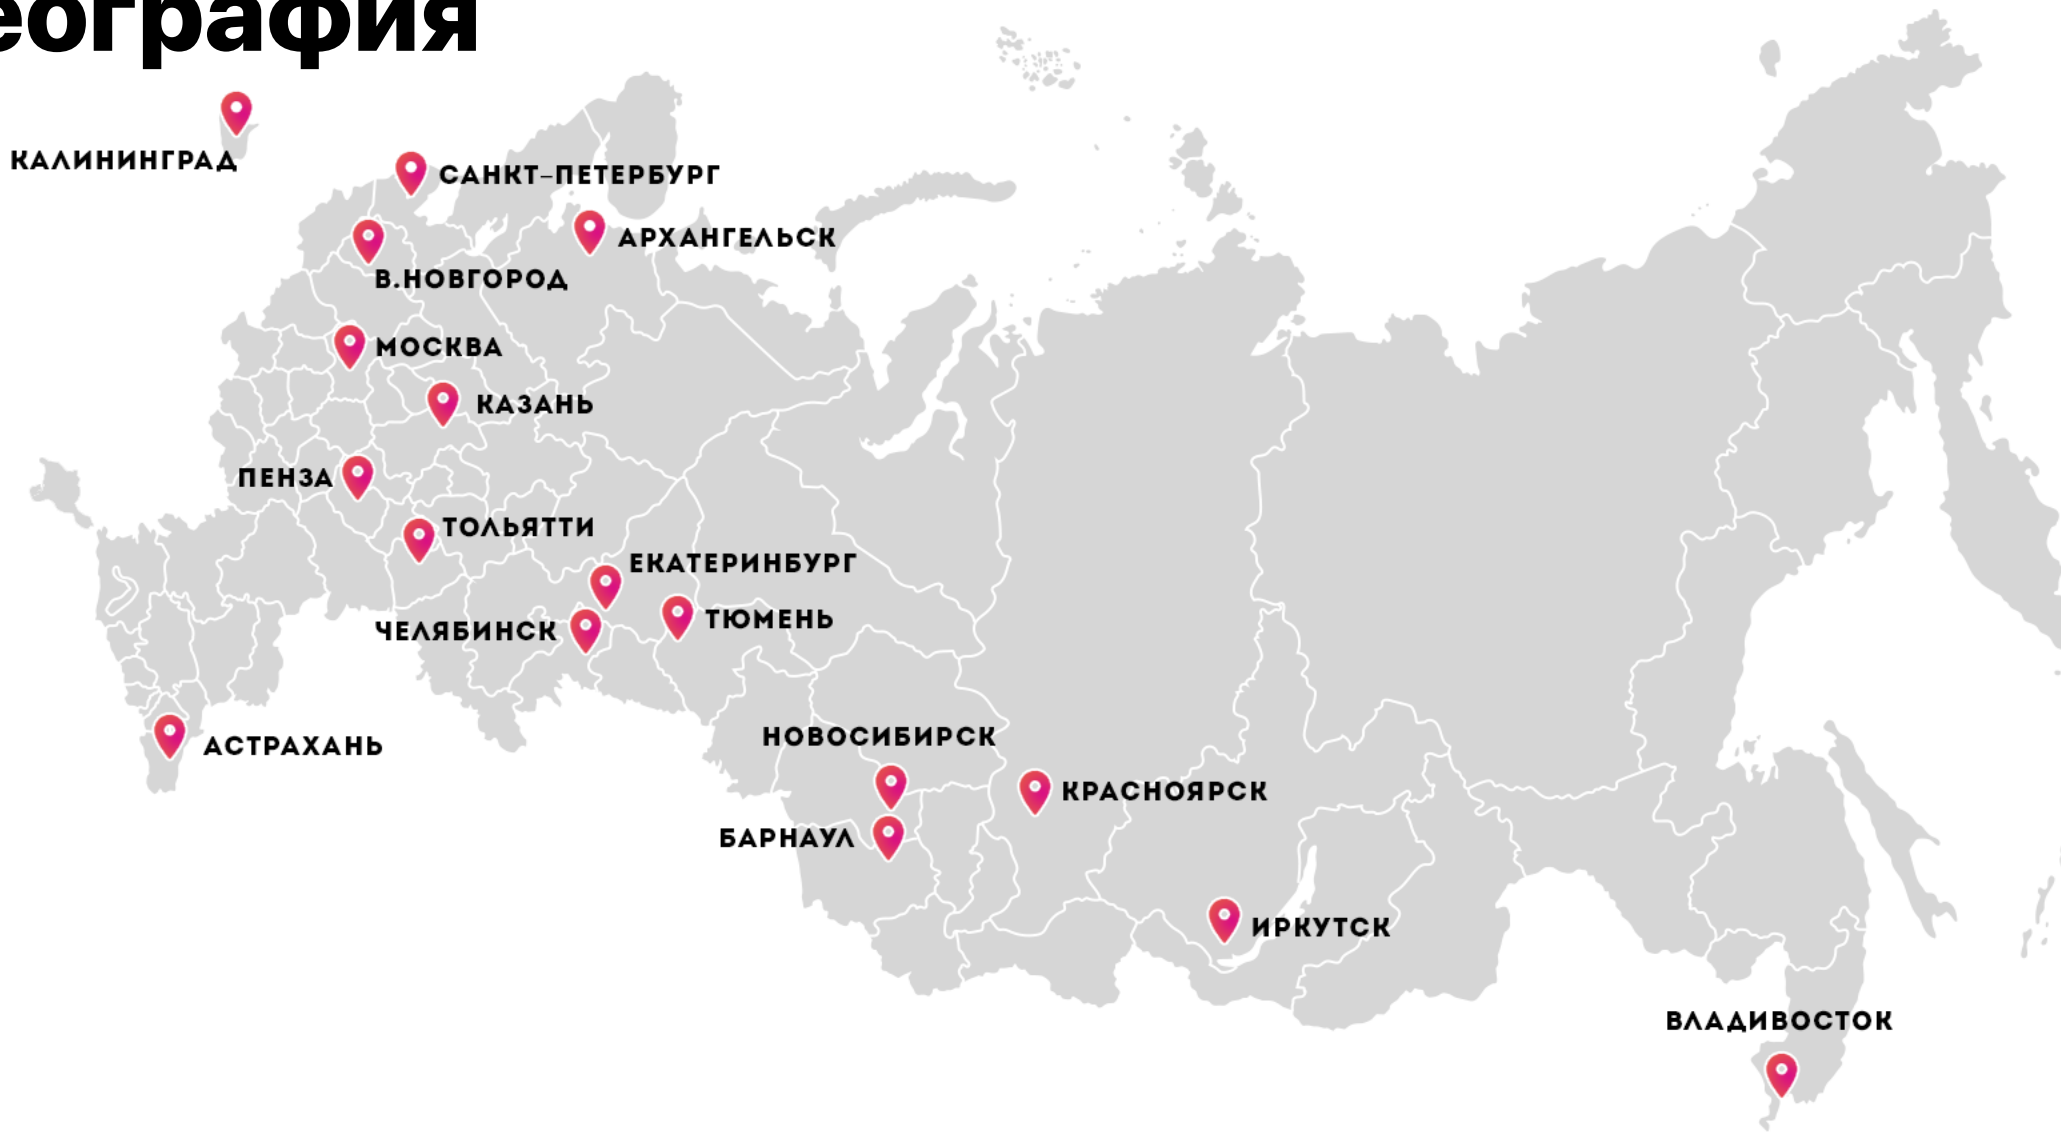 еография
КАЛИНИНГРАД
САНКТ-ПЕТЕРБУРГ
АРХАНГЕЛЬСК
В.НОВГОРОД
МОСКВА
КАЗАНЬ
ПЕНЗА
ТОЛЬЯТТИ
ЕКАТЕРИНБУРГ
ТЮМЕНЬ
ЧЕЛЯБИНСК
НОВОСИБИРСК
АСТРАХАНЬ
КРАСНОЯРСК
БАРНАУЛ
ИРКУТСК
ВЛАДИВОСТОК